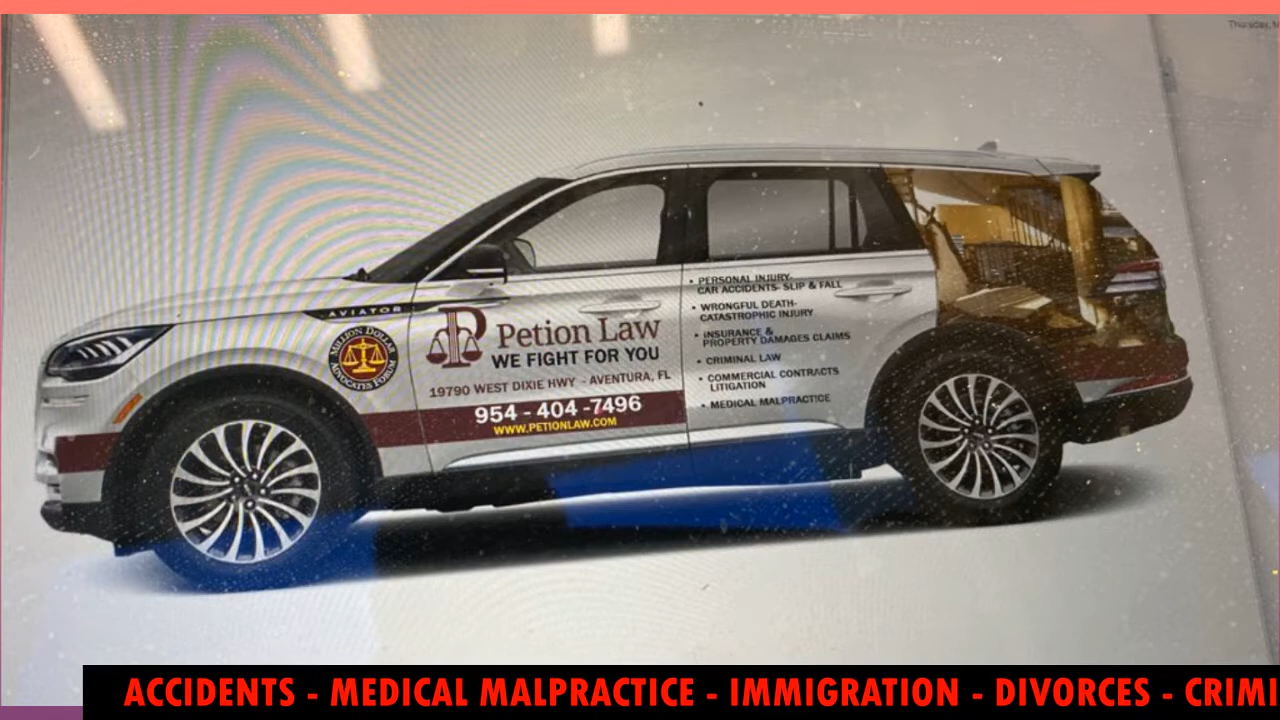 Thursday, M
AVIATOR
MILLION DOLLAR
ADVOCATES FORUM
P Petion Law
WE FIGHT FOR YOU
19790 WEST DIXIE HWY - AVENTURA, FL
954 - 404 -7496
WWW.PETIONLAW.COM
• PERSONAL INJURY-
CAR ACCIDENTS- SLIP & FALL
• WRONGFUL DEATH-
CATASTROPHIC INJURY
• INSURANCE &
PROPERTY DAMAGES CLAIMS
• CRIMINAL LAW
• COMMERCIAL CONTRACTS
LITIGATION
• MEDICAL MALPRACTICE
ACCIDENTS - MEDICAL MALPRACTICE - IMMIGRATION - DIVORCES - CRIMI